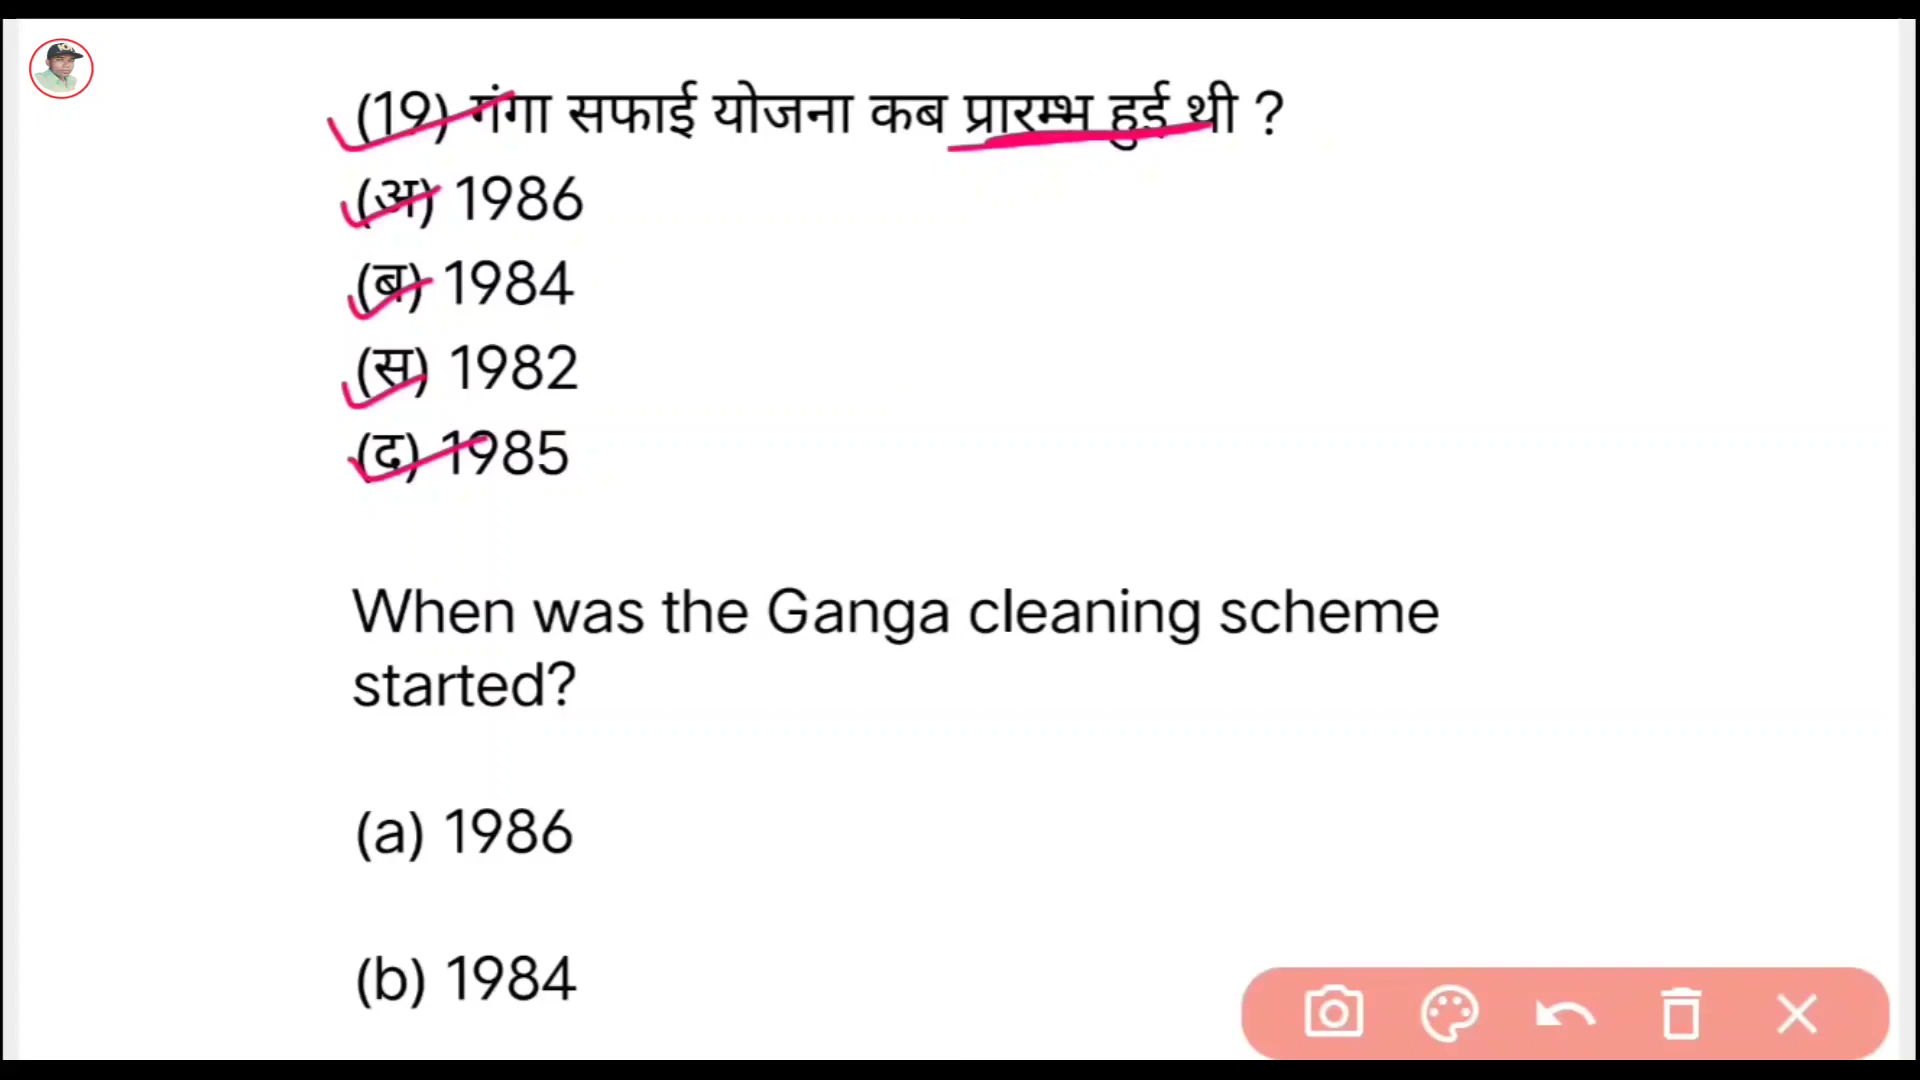 (19) गंगा सफाई योजना कब प्रारम्भ हुई थी ?
(अ) 1986
(ब) 1984
(स) 1982
(द) 1985
When was the Ganga cleaning scheme
started?
(a) 1986
(b) 1984